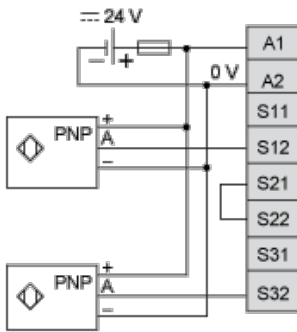 24 V
− +
A1
0 V
A2
S11
PNP + A −
S12
S21
S22
S31
PNP + A −
S32